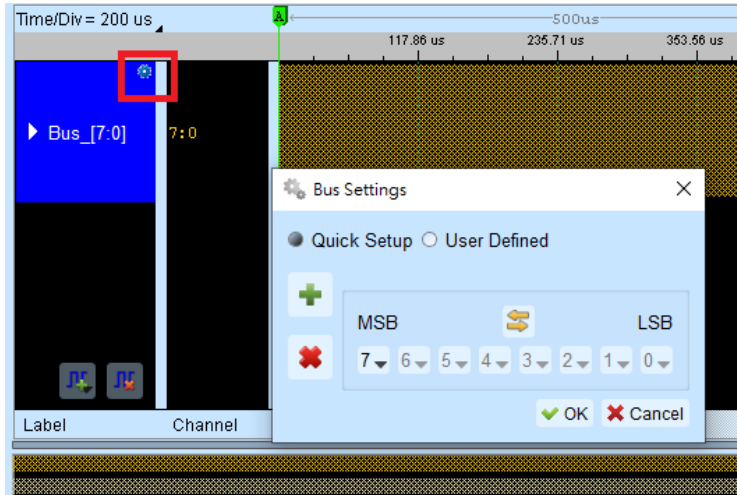 Time/Div = 200 us
A
500us
117.86 us
235.71 us
353.56 us
Bus_[7:0]
7:0
Bus Settings
Quick Setup
User Defined
MSB
LSB
7 6 5 4 3 2 1 0
OK
Cancel
Label
Channel